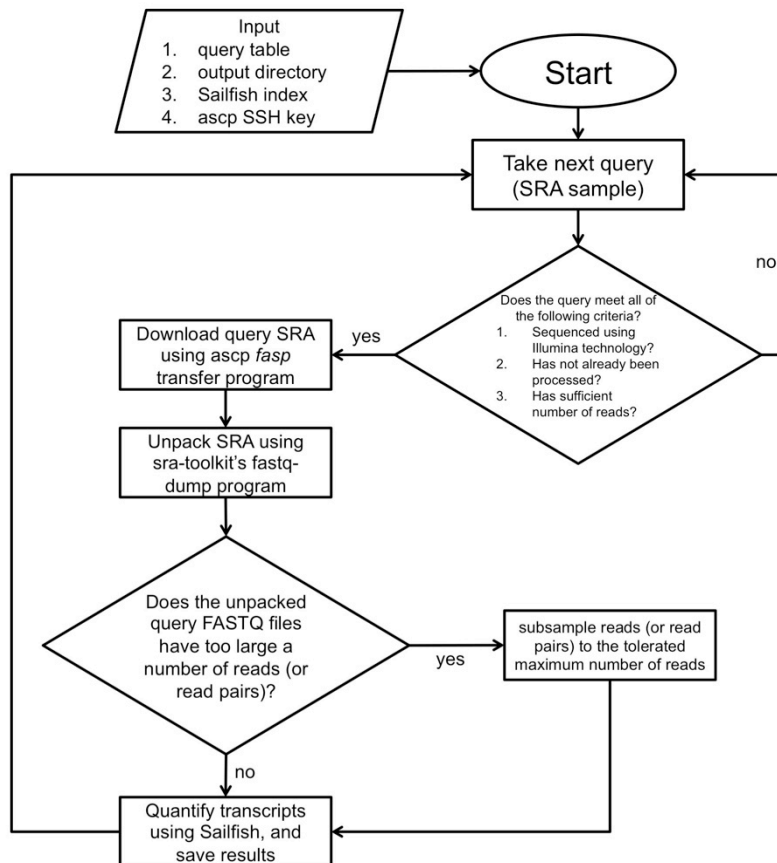 Input
1. query table
2. output directory
3. Sailfish index
4. ascp SSH key
Start
Take next query
(SRA sample)
no
Does the query meet all of
the following criteria?
1. Sequenced using
Illumina technology?
2. Has not already been
processed?
3. Has sufficient
number of reads?
yes
Download query SRA
using ascp fasp
transfer program
Unpack SRA using
sra-toolkit's fastq-
dump program
Does the unpacked
query FASTQ files
have too large a
number of reads (or
read pairs)?
yes
subsample reads (or read
pairs) to the tolerated
maximum number of reads
no
Quantify transcripts
using Sailfish, and
save results